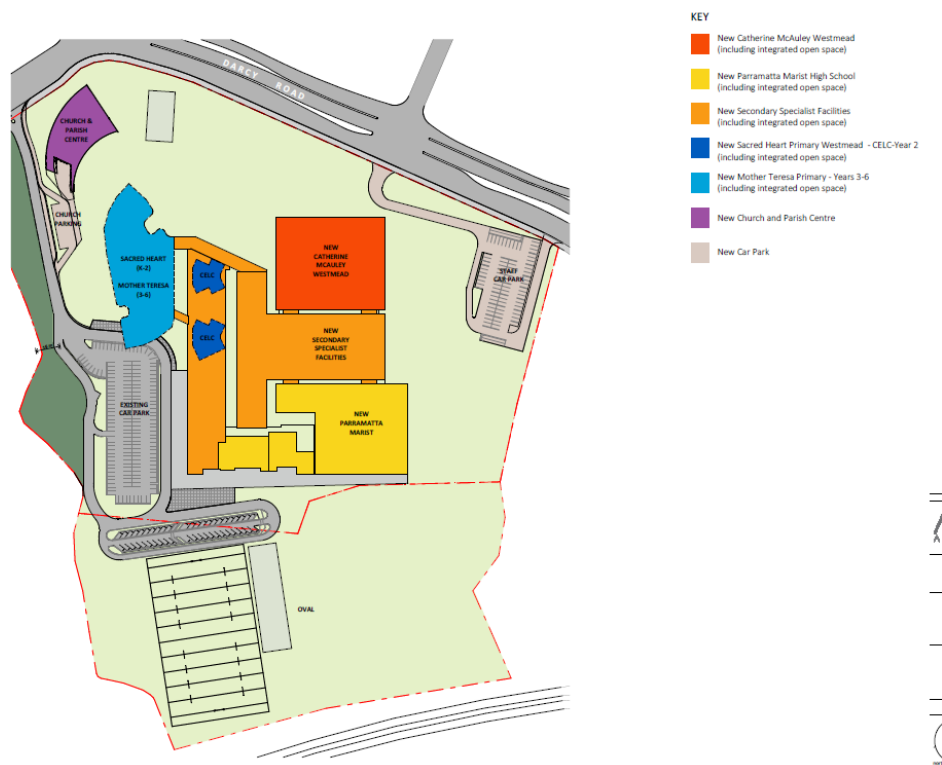 KEY
New Catherine McAuley Westmead
(including integrated open space)
New Parramatta Marist High School
(including integrated open space)
New Secondary Specialist Facilities
(including integrated open space)
New Sacred Heart Primary Westmead - CELC-Year 2
(including integrated open space)
New Mother Teresa Primary - Years 3-6
(including integrated open space)
New Church and Parish Centre
New Car Park
DARCY ROAD
CHURCH &
PARISH
CENTRE
CHURCH
PARKING
SACRED HEART
(K-2)
MOTHER TERESA
(3-6)
CELC
CELC
NEW
CATHERINE
MCAULEY
WESTMEAD
STAFF
CAR PARK
NEW
SECONDARY
SPECIALIST
FACILITIES
EXISTING
CAR PARK
NEW
PARRAMATTA
MARIST
OVAL